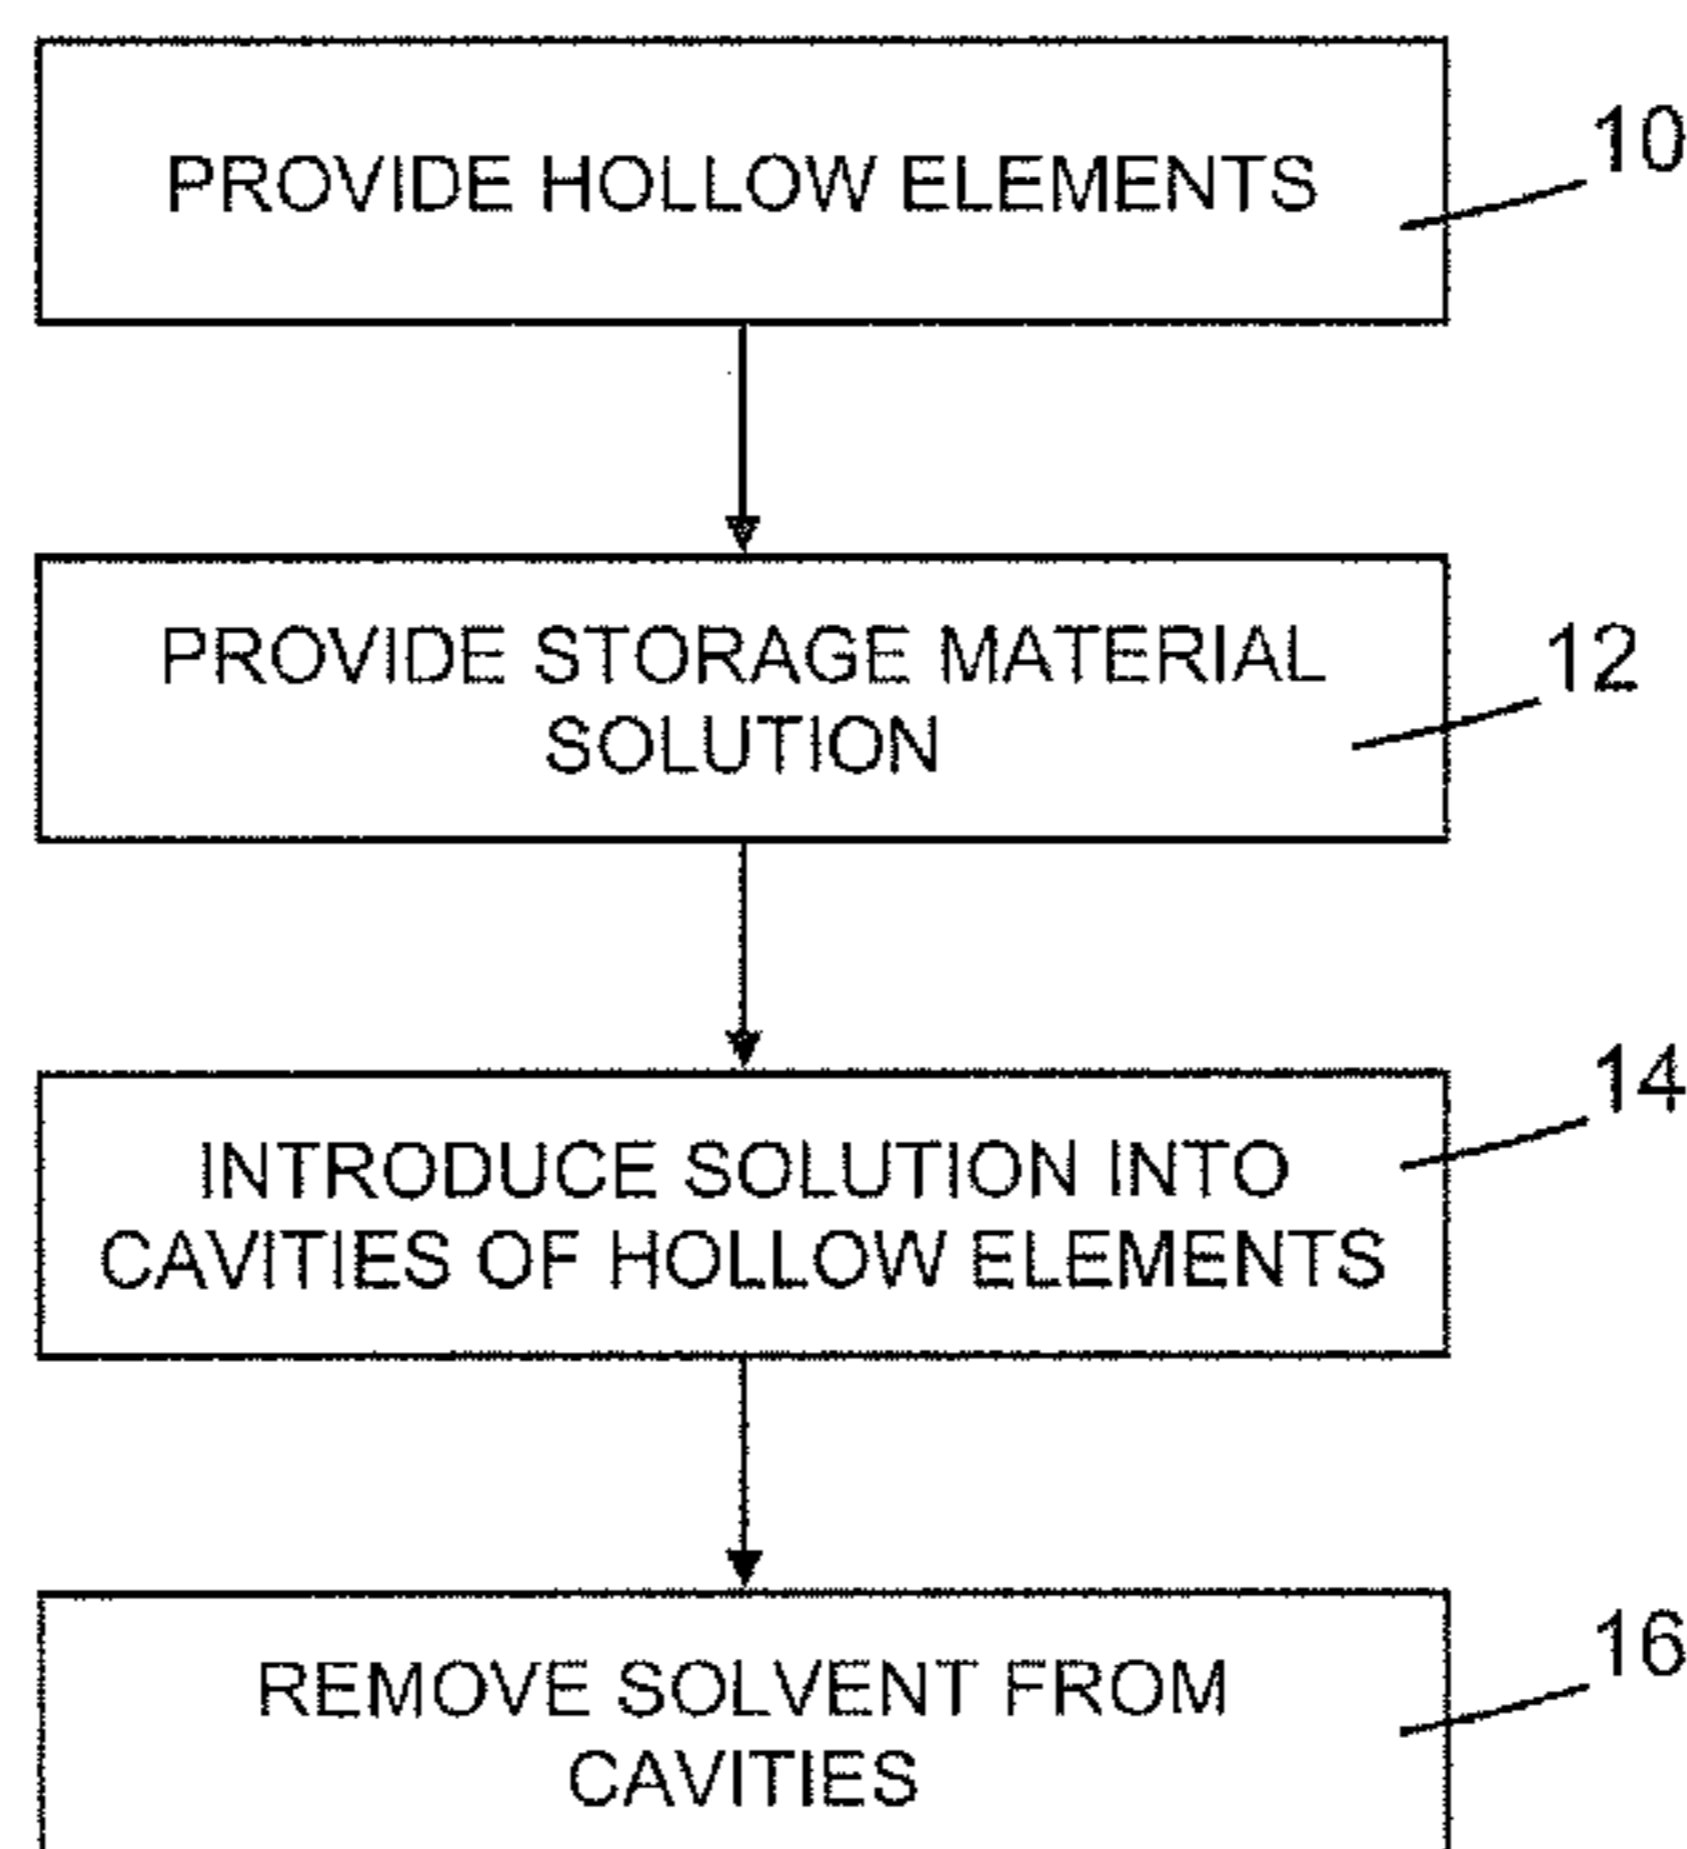 PROVIDE HOLLOW ELEMENTS
10
PROVIDE STORAGE MATERIAL
SOLUTION
12
INTRODUCE SOLUTION INTO
CAVITIES OF HOLLOW ELEMENTS
14
REMOVE SOLVENT FROM
CAVITIES
16